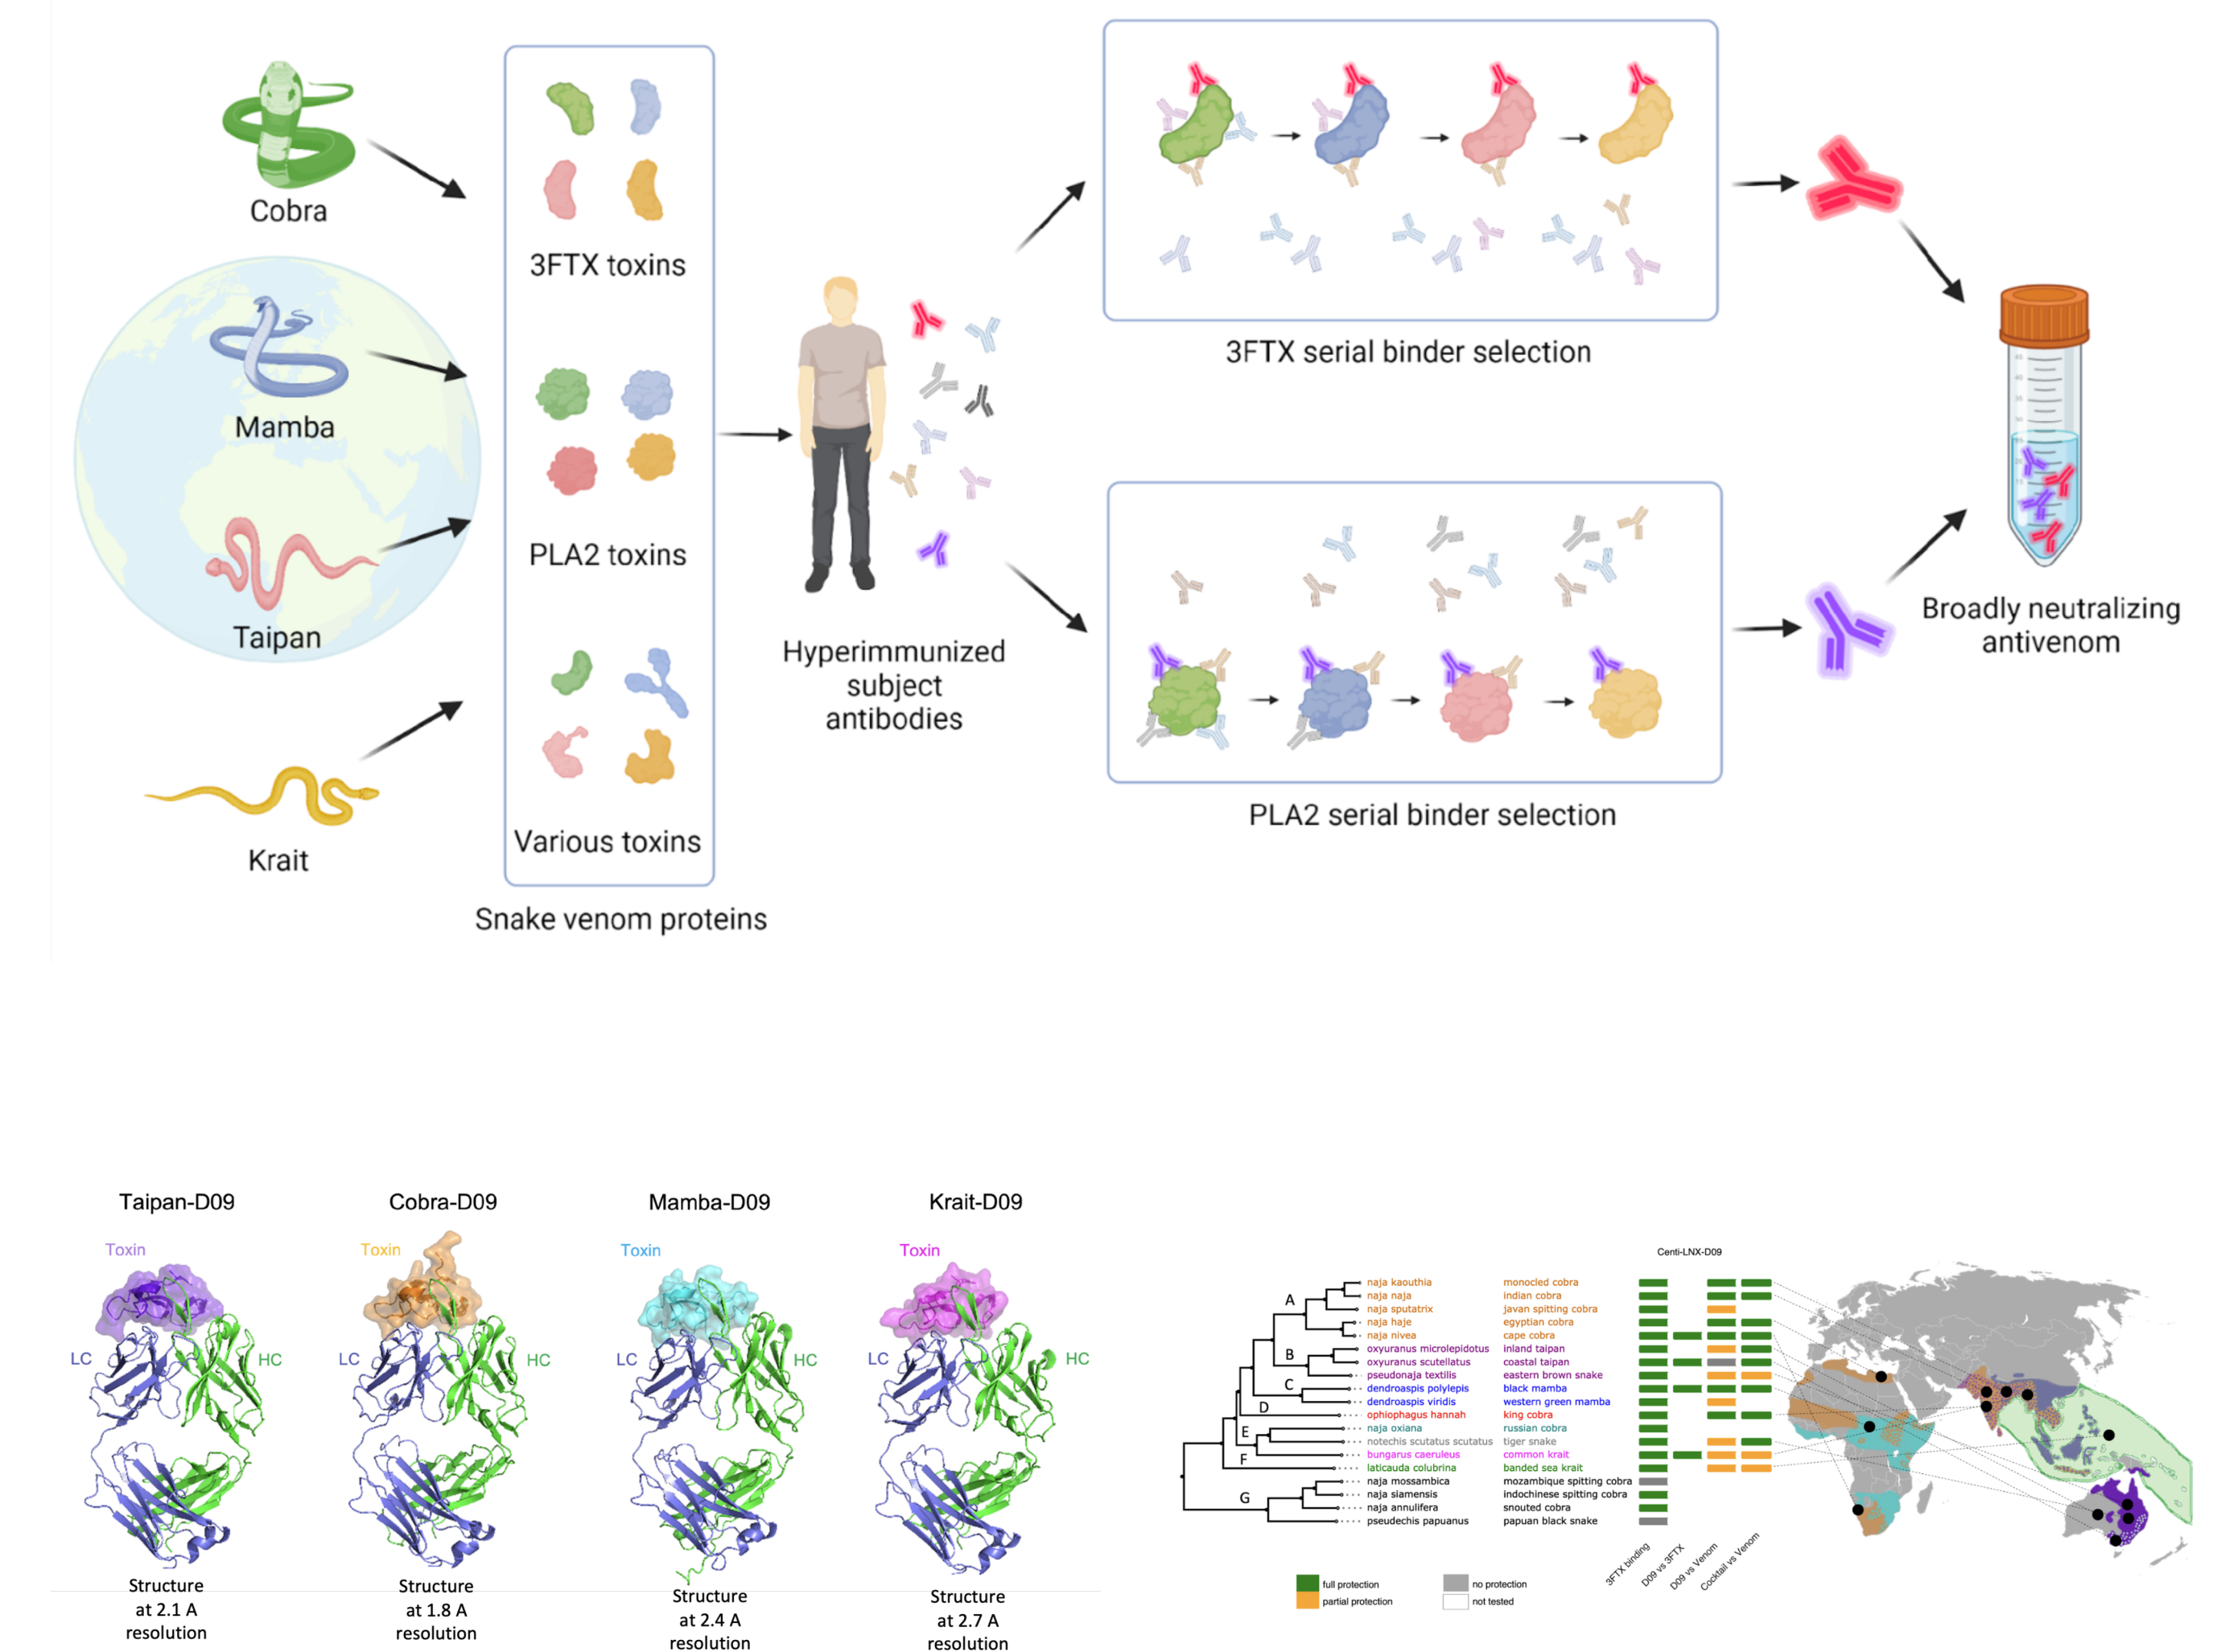 Cobra
Mamba
Taipan
Krait
3FTX toxins
PLA2 toxins
Various toxins
Snake venom proteins
Hyperimmunized
subject
antibodies
3FTX serial binder selection
PLA2 serial binder selection
Broadly neutralizing
antivenom
Taipan-D09
Toxin
LC
HC
Structure
at 2.1 A
resolution
Cobra-D09
Toxin
LC
HC
Structure
at 1.8 A
resolution
Mamba-D09
Toxin
LC
HC
Structure
at 2.4 A
resolution
Krait-D09
Toxin
LC
HC
Structure
at 2.7 A
resolution
Centi-LNX-D09
A
B
C
D
E
F
G
naja kaouthia monocled cobra
naja naja indian cobra
naja sputatrix javan spitting cobra
naja haje egyptian cobra
naja nivea cape cobra
oxyuranus microlepidotus inland taipan
oxyuranus scutellatus coastal taipan
pseudonaja textilis eastern brown snake
dendroaspis polylepis black mamba
dendroaspis viridis western green mamba
ophiophagus hannah king cobra
naja oxiana russian cobra
notechis scutatus scutatus tiger snake
bungarus caeruleus common krait
laticauda colubrina banded sea krait
naja mossambica mozambique spitting cobra
naja siamensis indochinese spitting cobra
naja annulifera snouted cobra
pseudechis papuanus papuan black snake
3FTX binding
D09 vs 3FTX
D09 vs Venom
Cocktail vs Venom
full protection
partial protection
no protection
not tested